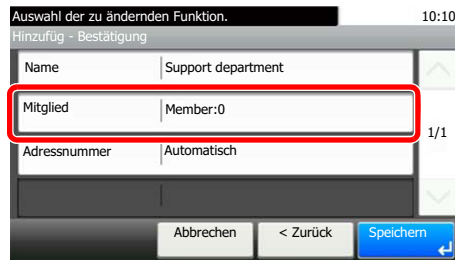 Auswahl der zu ändernden Funktion. 10:10
Hinzufüg - Bestätigung
Name Support department
Mitglied Member:0
1/1
Adressnummer Automatisch
Abbrechen < Zurück Speichern